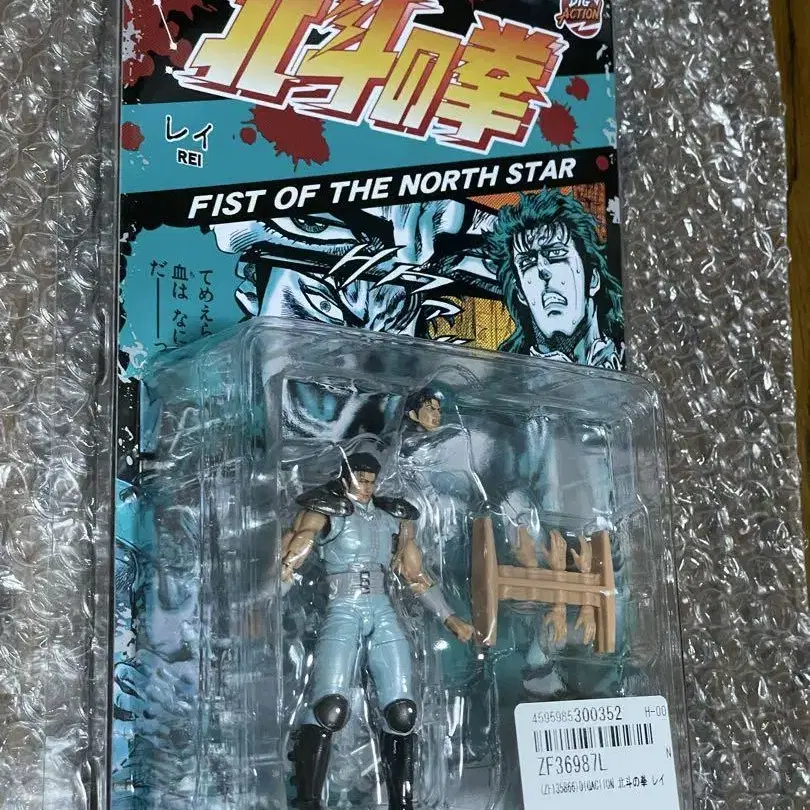 DIG
ACTION
北斗の拳
レイ
REI
FIST OF THE NORTH STAR
てめえら
血は なに
だ――っ
4595985300352
H-00
ZF36987L
N
(ZF135866)DIGACTION 北斗の拳 レイ